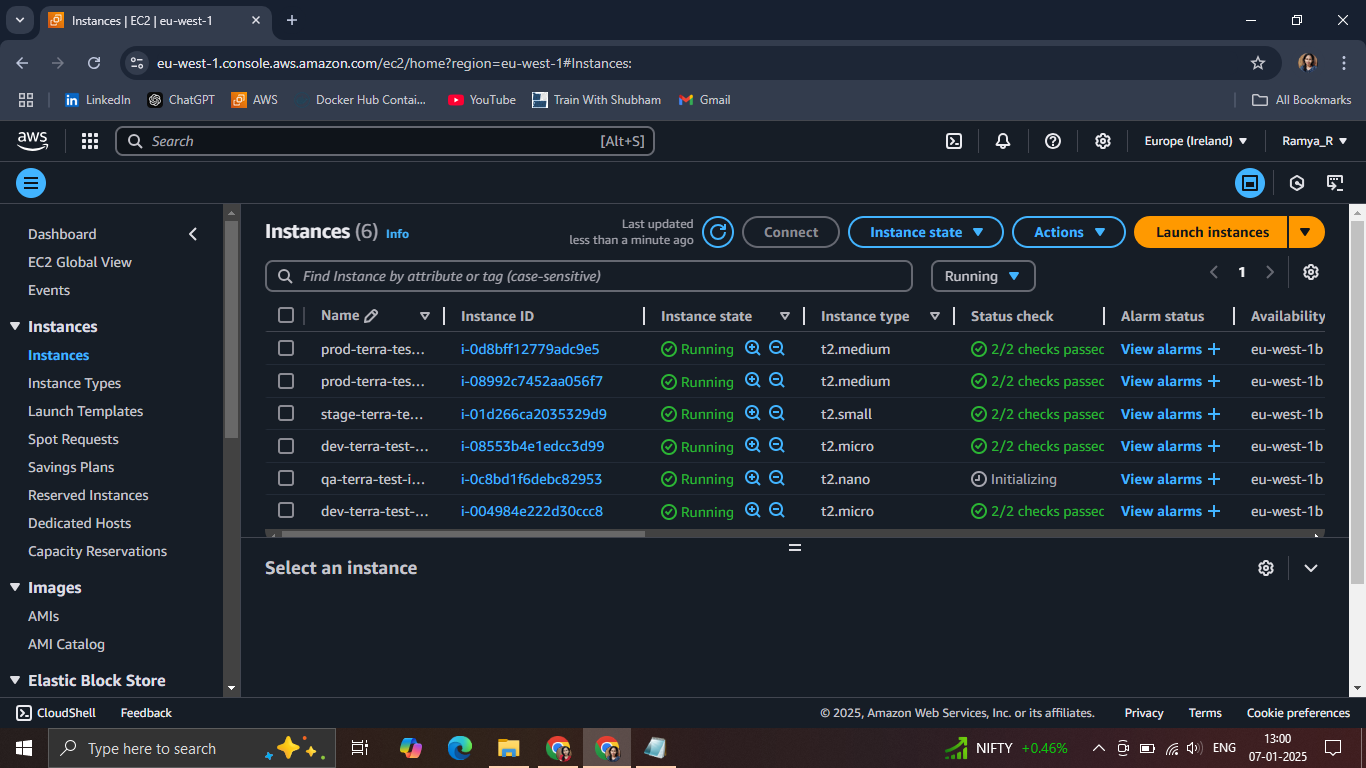 Instances | EC2 | eu-west-1
eu-west-1.console.aws.amazon.com/ec2/home?region=eu-west-1#Instances:
LinkedIn ChatGPT AWS Docker Hub Contai... YouTube Train With Shubham Gmail All Bookmarks
aws Search [Alt+S] Europe (Ireland) Ramya_R
Dashboard
EC2 Global View
Events
Instances
Instances
Instance Types
Launch Templates
Spot Requests
Savings Plans
Reserved Instances
Dedicated Hosts
Capacity Reservations
Images
AMIs
AMI Catalog
Elastic Block Store
Instances (6) Info
Last updated
less than a minute ago
Connect Instance state Actions Launch instances
Find Instance by attribute or tag (case-sensitive) Running 1
Name Instance ID Instance state Instance type Status check Alarm status Availability
prod-terra-tes... i-0d8bff12779adc9e5 Running t2.medium 2/2 checks passec View alarms + eu-west-1b
prod-terra-tes... i-08992c7452aa056f7 Running t2.medium 2/2 checks passec View alarms + eu-west-1b
stage-terra-te... i-01d266ca2035329d9 Running t2.small 2/2 checks passec View alarms + eu-west-1b
dev-terra-test-... i-08553b4e1edcc3d99 Running t2.micro 2/2 checks passec View alarms + eu-west-1b
qa-terra-test-i... i-0c8bd1f6debc82953 Running t2.nano Initializing View alarms + eu-west-1b
dev-terra-test-... i-004984e222d30ccc8 Running t2.micro 2/2 checks passec View alarms + eu-west-1b
Select an instance
CloudShell Feedback © 2025, Amazon Web Services, Inc. or its affiliates. Privacy Terms Cookie preferences
Type here to search NIFTY +0.46% ENG 13:00
07-01-2025